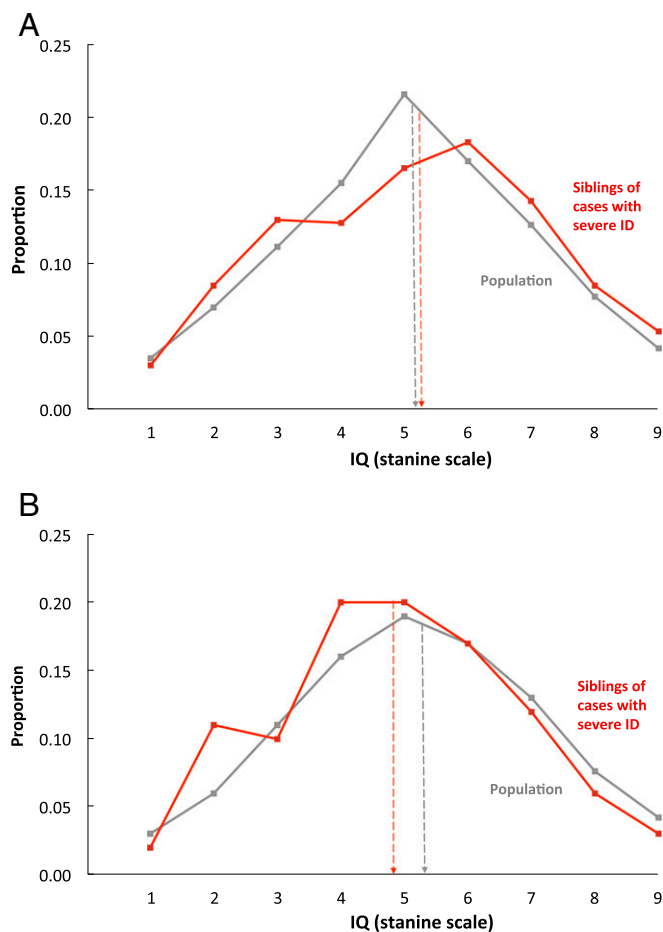 A
0.25
0.20
0.15
0.10
0.05
0.00
Proportion
Siblings of
cases with
severe ID
Population
1 2 3 4 5 6 7 8 9
IQ (stanine scale)
B
0.25
0.20
0.15
0.10
0.05
0.00
Proportion
Siblings of
cases with
severe ID
Population
1 2 3 4 5 6 7 8 9
IQ (stanine scale)